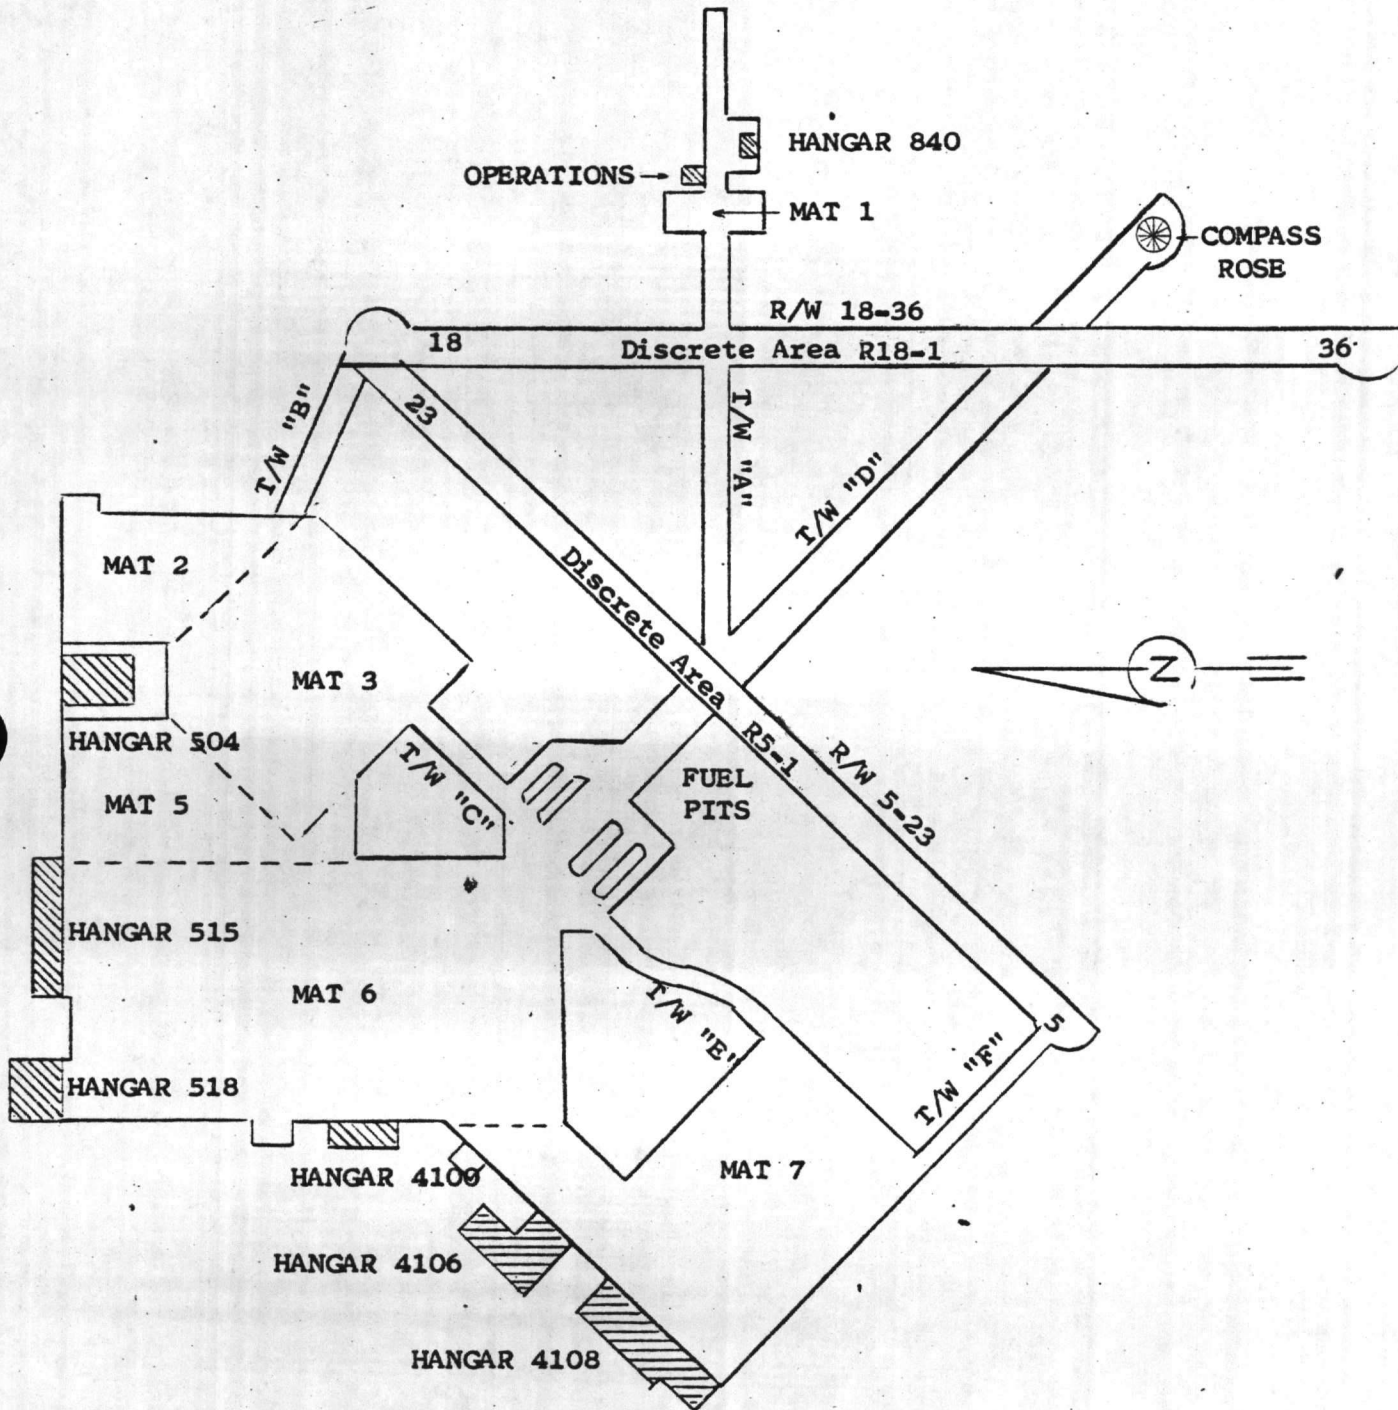 HANGAR 840
OPERATIONS
MAT 1
COMPASS
ROSE
R/W 18-36
18
Discrete Area R18-1
36
23
T/W "B"
T/W "A"
T/W "D"
MAT 2
Discrete Area R5-1
MAT 3
N
HANGAR 504
T/W "C"
FUEL
PITS
R/W 5-23
MAT 5
HANGAR 515
MAT 6
T/W "E"
5
T/W "F"
HANGAR 518
HANGAR 4100
MAT 7
HANGAR 4106
HANGAR 4108